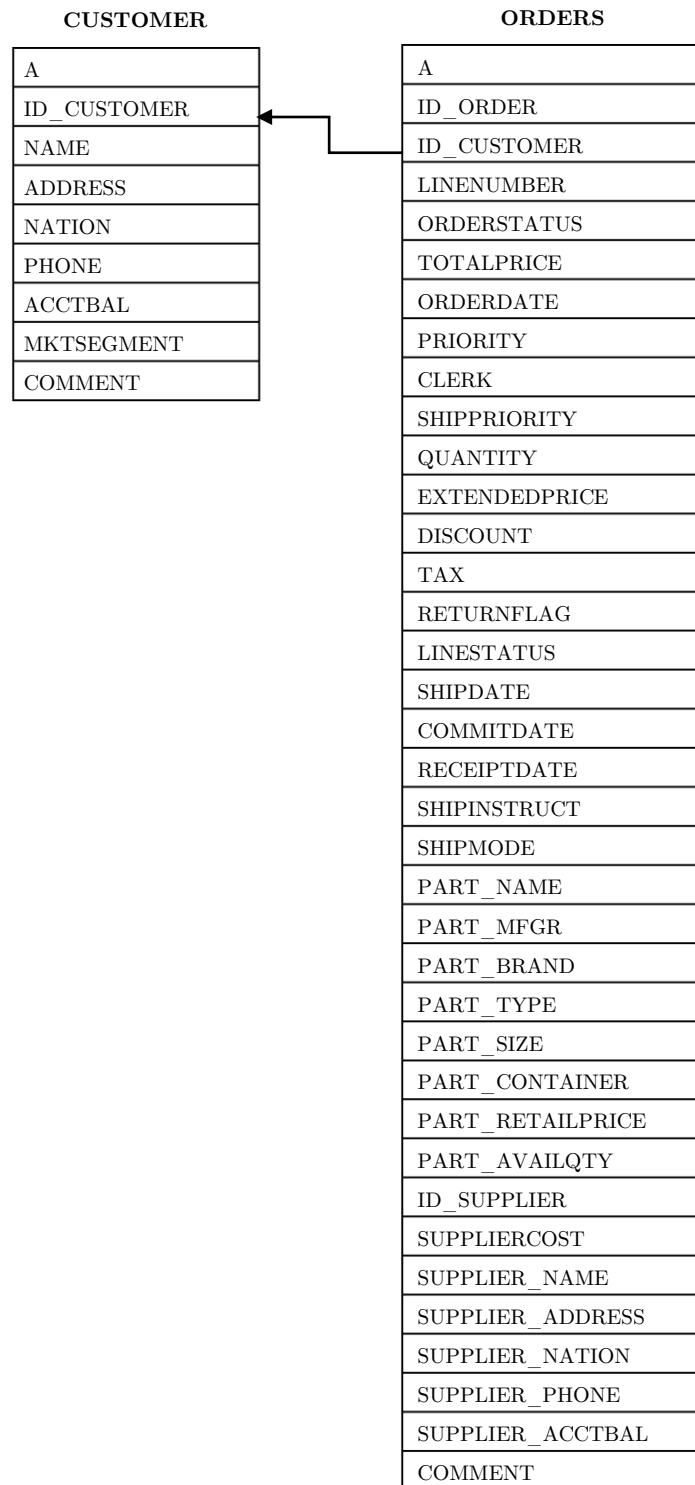 CUSTOMER
A
ID_CUSTOMER
NAME
ADDRESS
NATION
PHONE
ACCTBAL
MKTSEGMENT
COMMENT
ORDERS
A
ID_ORDER
ID_CUSTOMER
LINENUMBER
ORDERSTATUS
TOTALPRICE
ORDERDATE
PRIORITY
CLERK
SHIPPRIORITY
QUANTITY
EXTENDEDPRICE
DISCOUNT
TAX
RETURNFLAG
LINESTATUS
SHIPDATE
COMMITDATE
RECEIPTDATE
SHIPINSTRUCT
SHIPMODE
PART_NAME
PART_MFGR
PART_BRAND
PART_TYPE
PART_SIZE
PART_CONTAINER
PART_RETAILPRICE
PART_AVAILQTY
ID_SUPPLIER
SUPPLIERCOST
SUPPLIER_NAME
SUPPLIER_ADDRESS
SUPPLIER_NATION
SUPPLIER_PHONE
SUPPLIER_ACCTBAL
COMMENT